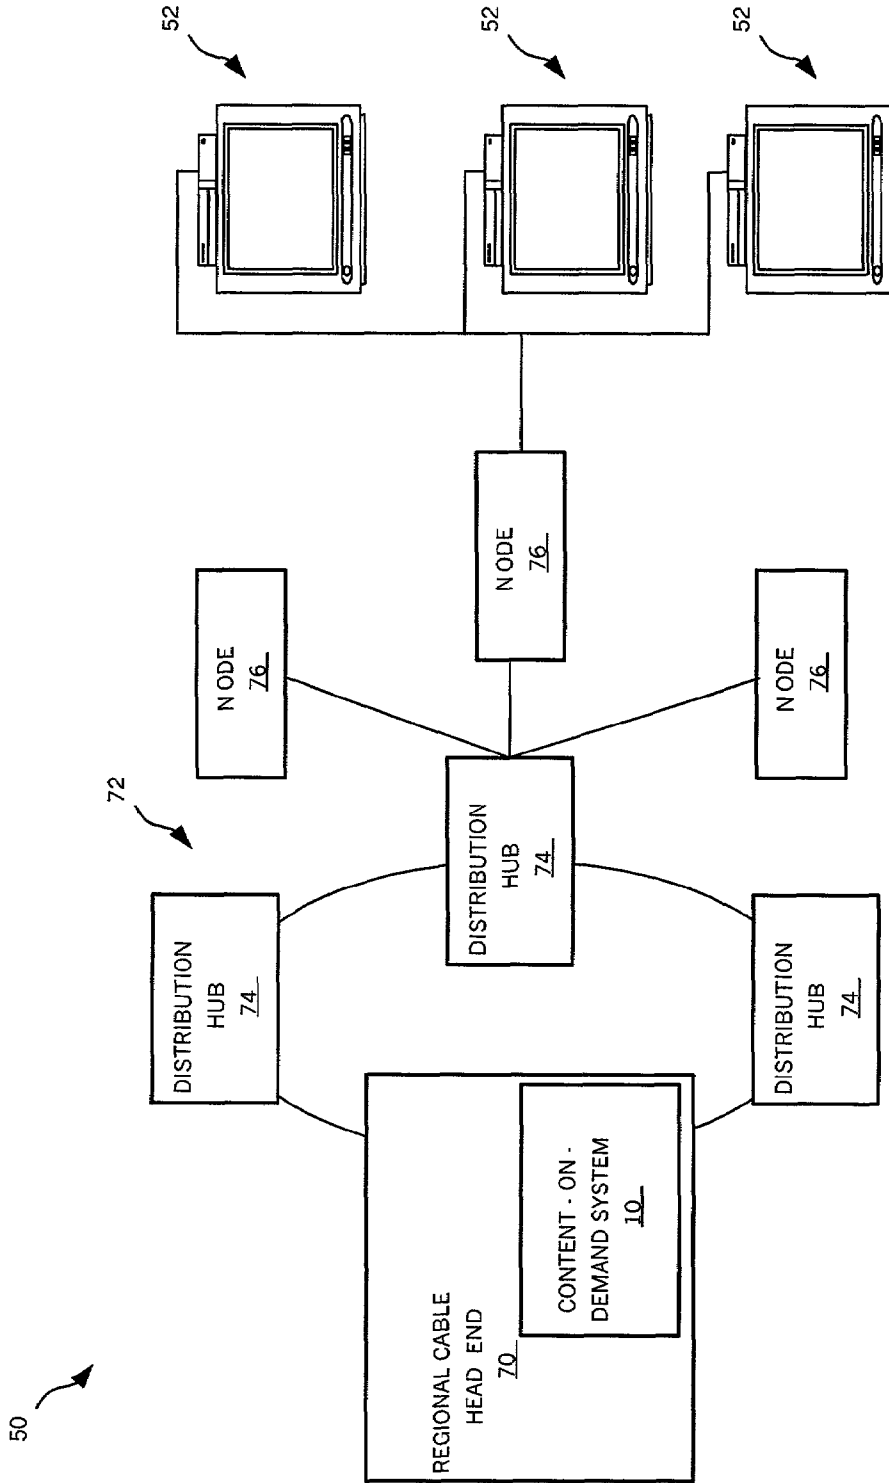 50
REGIONAL CABLE
HEAD END
70
CONTENT - ON -
DEMAND SYSTEM
10
72
DISTRIBUTION
HUB
74
DISTRIBUTION
HUB
74
DISTRIBUTION
HUB
74
NODE
76
NODE
76
NODE
76
52
52
52